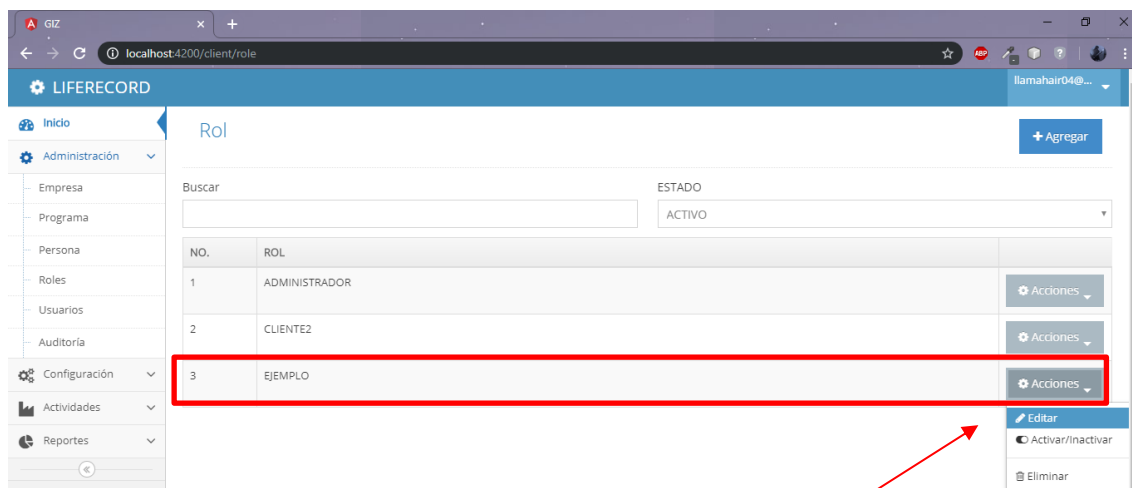 GIZ
localhost:4200/client/role
ABP
LIFERECORD
llamahair04@...
Inicio
Administración
Empresa
Programa
Persona
Roles
Usuarios
Auditoría
Configuración
Actividades
Reportes
Rol
+ Agregar
Buscar
ESTADO
ACTIVO
NO. ROL
1 ADMINISTRADOR Acciones
2 CLIENTE2 Acciones
3 EJEMPLO Acciones
Editar
Activar/Inactivar
Eliminar